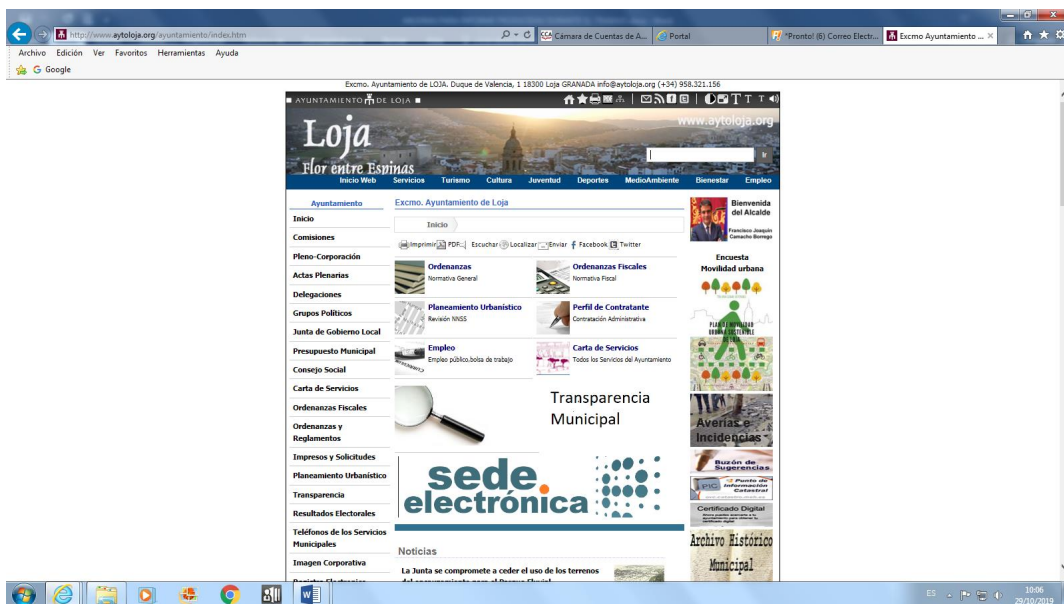 http://www.aytoloja.org/ayuntamiento/index.htm
Cámara de Cuentas de A...
Portal
*Pronto! (6) Correo Electr...
Excmo Ayuntamiento ...
Archivo Edición Ver Favoritos Herramientas Ayuda
Google
Excmo. Ayuntamiento de LOJA. Duque de Valencia, 1 18300 Loja GRANADA info@aytoloja.org (+34) 958.321.156
AYUNTAMIENTO DE LOJA
www.aytoloja.org
Loja
Flor entre Espinas
Ir
Inicio Web Servicios Turismo Cultura Juventud Deportes MedioAmbiente Bienestar Empleo
Ayuntamiento
Inicio
Comisiones
Pleno-Corporación
Actas Plenarias
Delegaciones
Grupos Políticos
Junta de Gobierno Local
Presupuesto Municipal
Consejo Social
Carta de Servicios
Ordenanzas Fiscales
Ordenanzas y
Reglamentos
Impresos y Solicitudes
Planeamiento Urbanístico
Transparencia
Resultados Electorales
Teléfonos de los Servicios
Municipales
Imagen Corporativa
Excmo. Ayuntamiento de Loja
Inicio
Imprimir PDF Escuchar Localizar Enviar Facebook Twitter
Ordenanzas
Normativa General
Ordenanzas Fiscales
Normativa Fiscal
Planeamiento Urbanístico
Revisión NNSS
Perfil de Contratante
Contratación Administrativa
Empleo
Empleo público,bolsa de trabajo
Carta de Servicios
Todos los Servicios del Ayuntamiento
Transparencia
Municipal
sede
electrónica
Noticias
La Junta se compromete a ceder el uso de los terrenos
Bienvenida
del Alcalde
Francisco Joaquín
Camacho Borrego
Encuesta
Movilidad urbana
PLAN DE MOVILIDAD
URBANA SOSTENIBLE
DE LOJA
Averías e
Incidencias
Buzón de
Sugerencias
PIC
Punto de
Información
Catastral
Certificado Digital
Archivo Histórico
Municipal
ES
10:06
29/10/2019